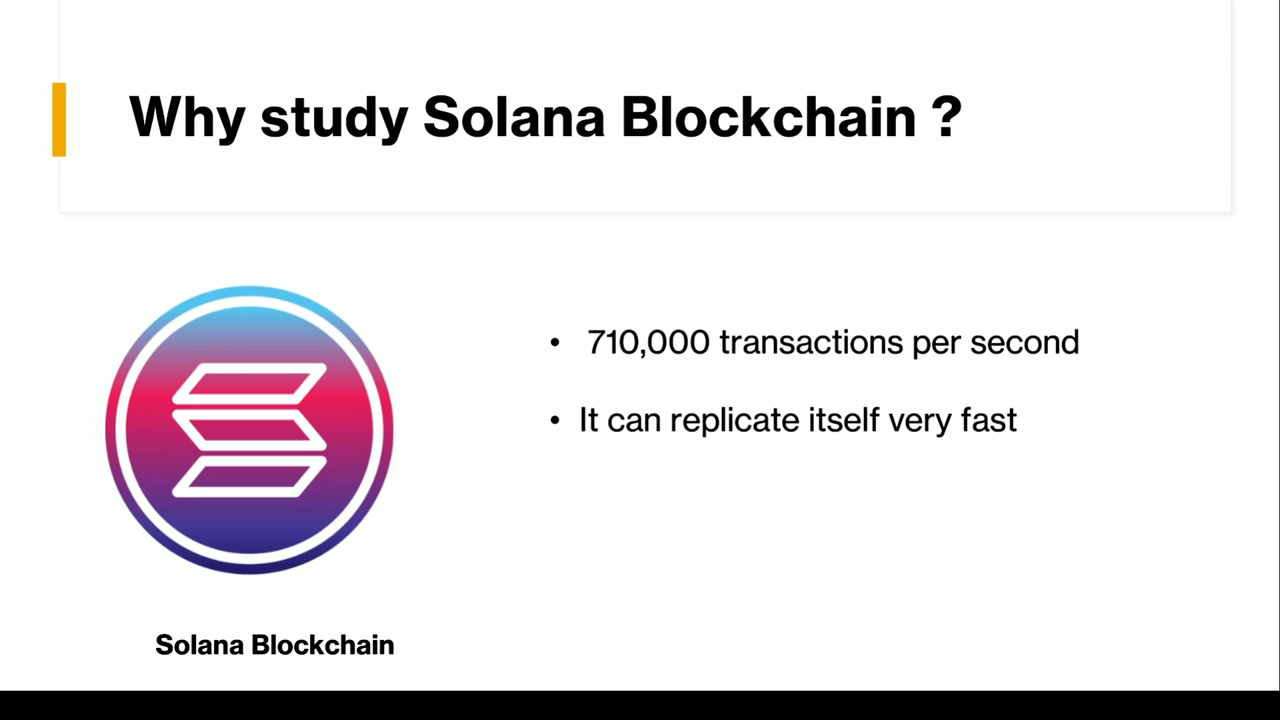 Why study Solana Blockchain ?
• 710,000 transactions per second
• It can replicate itself very fast
Solana Blockchain